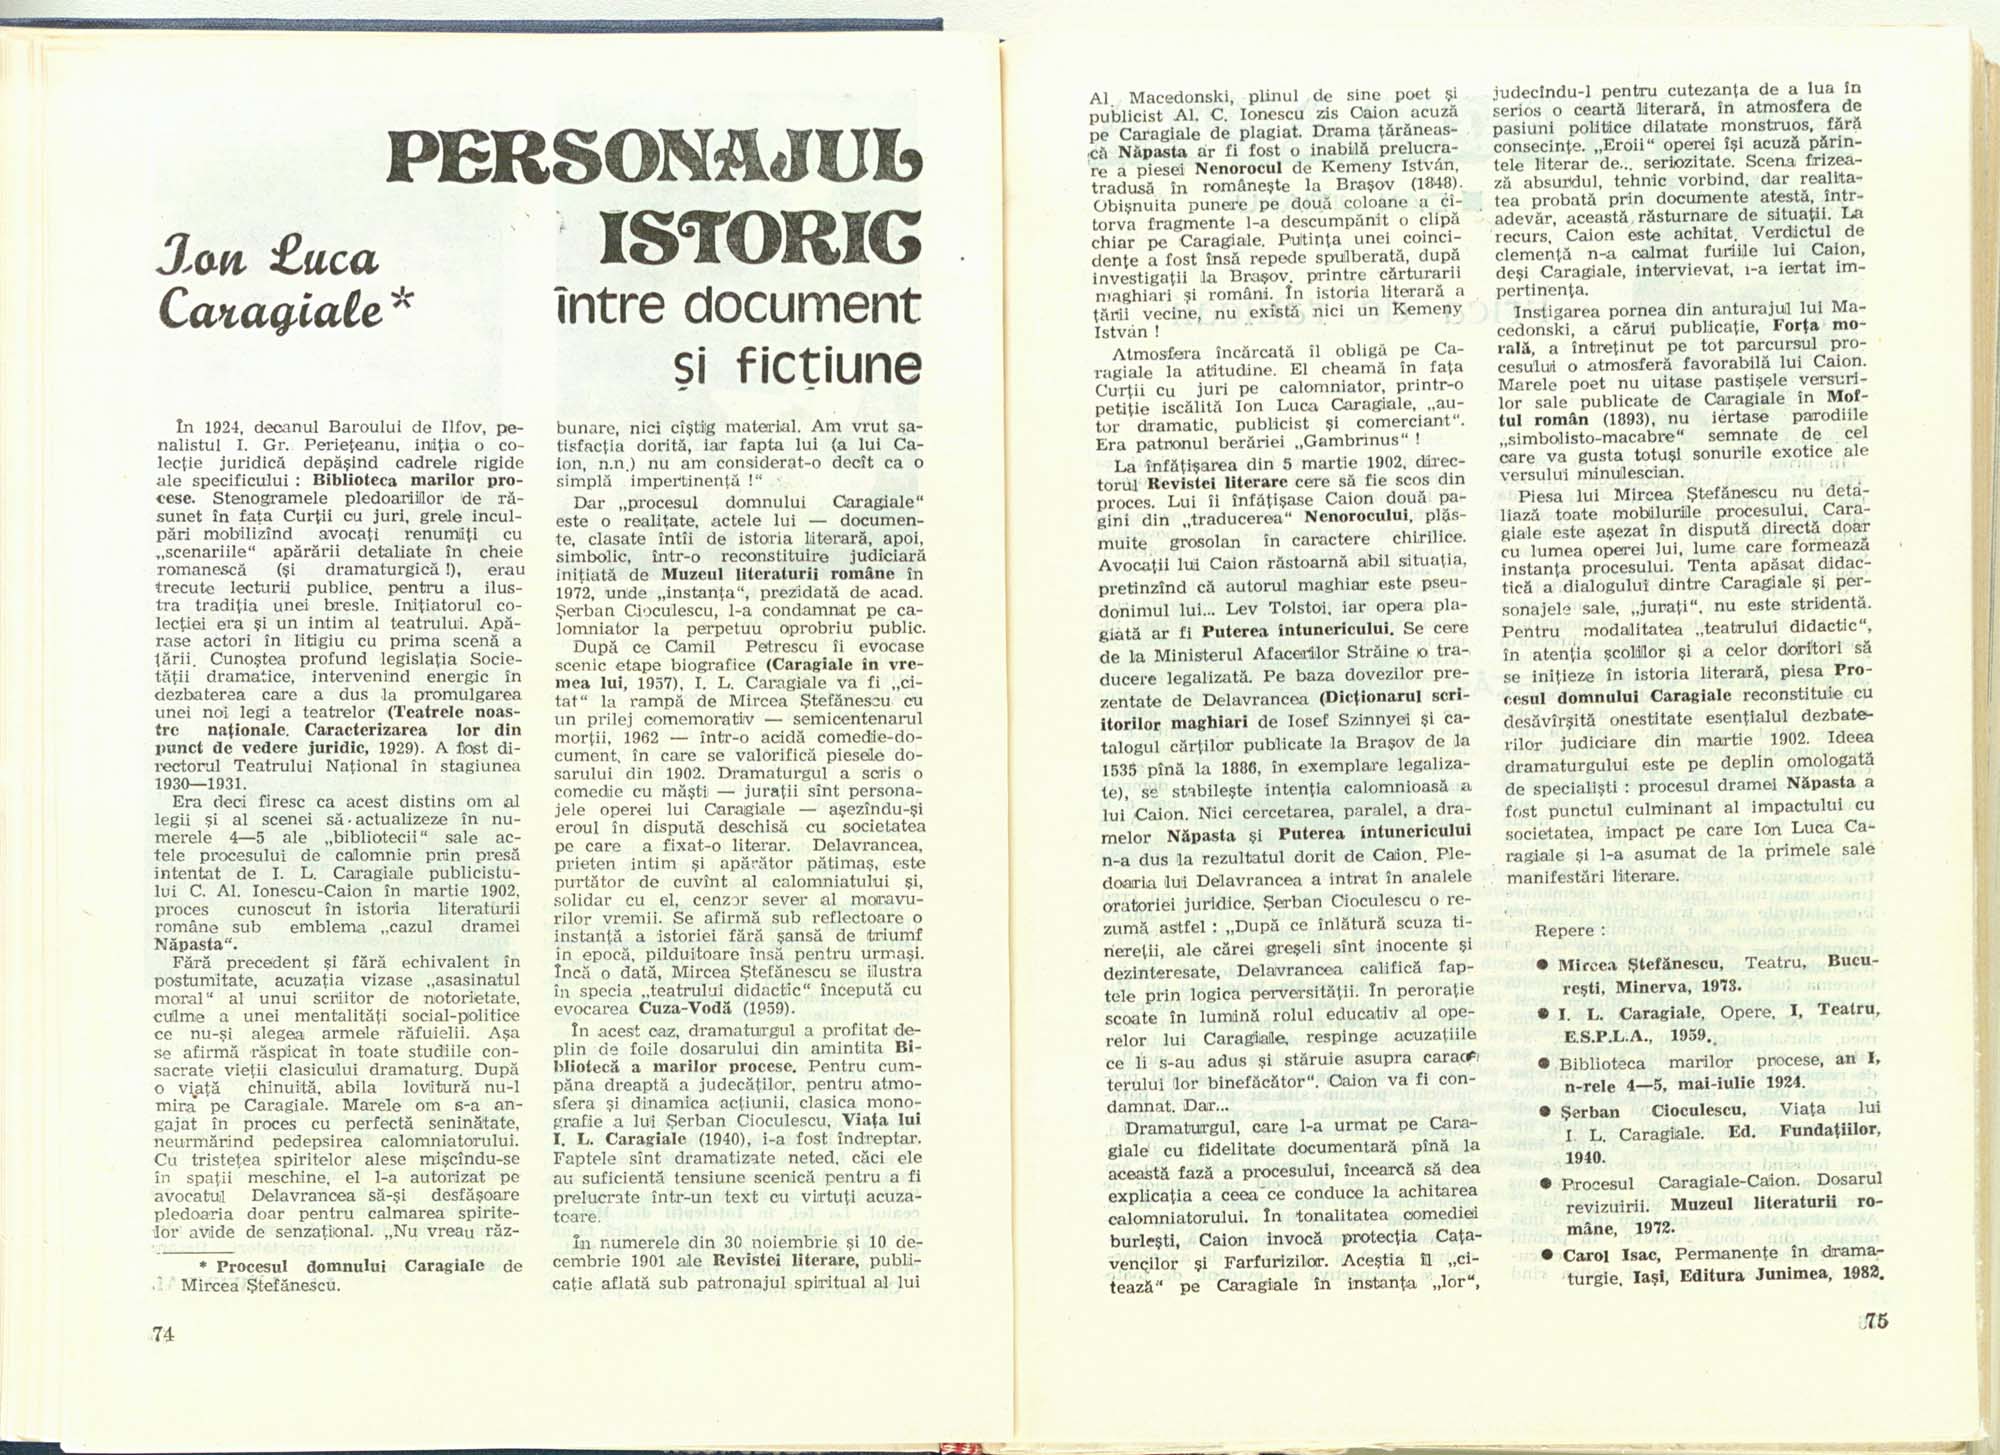 PERSONAJUL
ISTORIC
între document
și ficțiune
Ion Luca
Caragiale*
În 1924, decanul Baroului de Ilfov, pe-
nalistul I. Gr. Periețeanu, iniția o co-
lecție juridică depășind cadrele rigide
ale specificului : Biblioteca marilor pro-
cese. Stenogramele pledoariilor de ră-
sunet în fața Curții cu juri, grele incul-
pări mobilizînd avocați renumiți cu
„scenariile“ apărării detaliate în cheie
romanescă (și dramaturgică !), erau
trecute lecturii publice, pentru a ilus-
tra tradiția unei bresle. Inițiatorul co-
lecției era și un intim al teatrului. Apă-
rase actori în litigiu cu prima scenă a
țării. Cunoștea profund legislația Socie-
tății dramatice, intervenind energic în
dezbaterea care a dus la promulgarea
unei noi legi a teatrelor (Teatrele noas-
tre naționale. Caracterizarea lor din
punct de vedere juridic, 1929). A fost di-
rectorul Teatrului Național în stagiunea
1930—1931.
Era deci firesc ca acest distins om al
legii și al scenei să actualizeze în nu-
merele 4—5 ale „bibliotecii“ sale ac-
tele procesului de calomnie prin presă
intentat de I. L. Caragiale publicistu-
lui C. Al. Ionescu-Caion în martie 1902,
proces cunoscut în istoria literaturii
române sub emblema „cazul dramei
Năpasta“.
Fără precedent și fără echivalent în
postumitate, acuzația vizase „asasinatul
moral“ al unui scriitor de notorietate,
culme a unei mentalități social-politice
ce nu-și alegea armele răfuielii. Așa
se afirmă răspicat în toate studiile con-
sacrate vieții clasicului dramaturg. După
o viață chinuită, abila lovitură nu-l
mira pe Caragiale. Marele om s-a an-
gajat în proces cu perfectă seninătate,
neurmărind pedepsirea calomniatorului.
Cu tristețea spiritelor alese mișcîndu-se
în spații meschine, el l-a autorizat pe
avocatul Delavrancea să-și desfășoare
pledoaria doar pentru calmarea spirite-
lor avide de senzațional. „Nu vreau răz-
* Procesul domnului Caragiale de
Mircea Ștefănescu.
74
bunare, nici cîștig material. Am vrut sa-
tisfacția dorită, iar fapta lui (a lui Ca-
ion, n.n.) nu am considerat-o decît ca o
simplă impertinență !“
Dar „procesul domnului Caragiale“
este o realitate, actele lui — documen-
te, clasate întîi de istoria literară, apoi,
simbolic, într-o reconstituire judiciară
inițiată de Muzeul literaturii române în
1972, unde „instanța“, prezidată de acad.
Șerban Cioculescu, l-a condamnat pe ca-
lomniator la perpetuu oprobriu public.
După ce Camil Petrescu îi evocase
scenic etape biografice (Caragiale în vre-
mea lui, 1957), I. L. Caragiale va fi „ci-
tat“ la rampă de Mircea Ștefănescu cu
un prilej comemorativ — semicentenarul
morții, 1962 — într-o acidă comedie-do-
cument, în care se valorifică piesele do-
sarului din 1902. Dramaturgul a scris o
comedie cu măști — jurații sînt persona-
jele operei lui Caragiale — așezîndu-și
eroul în dispută deschisă cu societatea
pe care a fixat-o literar. Delavrancea,
prieten intim și apărător pătimaș, este
purtător de cuvînt al calomniatului și,
solidar cu el, cenzor sever al moravu-
rilor vremii. Se afirmă sub reflectoare o
instanță a istoriei fără șansă de triumf
în epocă, pilduitoare însă pentru urmași.
Încă o dată, Mircea Ștefănescu se ilustra
în specia „teatrului didactic“ începută cu
evocarea Cuza-Vodă (1959).
În acest caz, dramaturgul a profitat de-
plin de foile dosarului din amintita Bi-
bliotecă a marilor procese. Pentru cum-
păna dreaptă a judecăților, pentru atmo-
sfera și dinamica acțiunii, clasica mono-
grafie a lui Șerban Cioculescu, Viața lui
I. L. Caragiale (1940), i-a fost îndreptar.
Faptele sînt dramatizate neted, căci ele
au suficientă tensiune scenică pentru a fi
prelucrate într-un text cu virtuți acuza-
toare.
În numerele din 30 noiembrie și 10 de-
cembrie 1901 ale Revistei literare, publi-
cație aflată sub patronajul spiritual al lui
Al. Macedonski, plinul de sine poet și
publicist Al. C. Ionescu zis Caion acuză
pe Caragiale de plagiat. Drama țărăneas-
că Năpasta ar fi fost o inabilă prelucra-
re a piesei Nenorocul de Kemeny István,
tradusă în românește la Brașov (1848).
Obișnuita punere pe două coloane a cî-
torva fragmente l-a descumpănit o clipă
chiar pe Caragiale. Putința unei coinci-
dențe a fost însă repede spulberată, după
investigații la Brașov, printre cărturarii
maghiari și români. În istoria literară a
țării vecine, nu există nici un Kemeny
István !
Atmosfera încărcată îl obligă pe Ca-
ragiale la atitudine. El cheamă în fața
Curții cu juri pe calomniator, printr-o
petiție iscălită Ion Luca Caragiale, „au-
tor dramatic, publicist și comerciant“.
Era patronul berăriei „Gambrinus“ !
La înfățișarea din 5 martie 1902, direc-
torul Revistei literare cere să fie scos din
proces. Lui îi înfățișase Caion două pa-
gini din „traducerea“ Nenorocului, plăs-
muite grosolan în caractere chirilice.
Avocații lui Caion răstoarnă abil situația,
pretinzînd că autorul maghiar este pseu-
donimul lui... Lev Tolstoi, iar opera pla-
giată ar fi Puterea întunericului. Se cere
de la Ministerul Afacerilor Străine o tra-
ducere legalizată. Pe baza dovezilor pre-
zentate de Delavrancea (Dicționarul scri-
itorilor maghiari de Iosef Szinnyei și ca-
talogul cărților publicate la Brașov de la
1535 pînă la 1886, în exemplare legaliza-
te), se stabilește intenția calomnioasă a
lui Caion. Nici cercetarea, paralel, a dra-
melor Năpasta și Puterea întunericului
n-a dus la rezultatul dorit de Caion. Ple-
doaria lui Delavrancea a intrat în analele
oratoriei juridice. Șerban Cioculescu o re-
zumă astfel : „După ce înlătură scuza ti-
nereții, ale cărei greșeli sînt inocente și
dezinteresate, Delavrancea califică fap-
tele prin logica perversității. În perorație
scoate în lumină rolul educativ al ope-
relor lui Caragiale, respinge acuzațiile
ce li s-au adus și stăruie asupra carac-
terului lor binefăcător“. Caion va fi con-
damnat. Dar...
Dramaturgul, care l-a urmat pe Cara-
giale cu fidelitate documentară pînă la
această fază a procesului, încearcă să dea
explicația a ceea ce conduce la achitarea
calomniatorului. În tonalitatea comediei
burlești, Caion invocă protecția Cața-
vencilor și Farfurizilor. Aceștia îl „ci-
tează“ pe Caragiale în instanța „lor“,
judecîndu-l pentru cutezanța de a lua în
serios o ceartă literară, în atmosfera de
pasiuni politice dilatate monstruos, fără
consecințe. „Eroii“ operei își acuză părin-
tele literar de... seriozitate. Scena frizea-
ză absurdul, tehnic vorbind, dar realita-
tea probată prin documente atestă, într-
adevăr, această răsturnare de situații. La
recurs, Caion este achitat. Verdictul de
clemență n-a calmat furiile lui Caion,
deși Caragiale, intervievat, i-a iertat im-
pertinența.
Instigarea pornea din anturajul lui Ma-
cedonski, a cărui publicație, Forța mo-
rală, a întreținut pe tot parcursul pro-
cesului o atmosferă favorabilă lui Caion.
Marele poet nu uitase pastișele versuri-
lor sale publicate de Caragiale în Mof-
tul român (1893), nu iertase parodiile
„simbolisto-macabre“ semnate de cel
care va gusta totuși sonurile exotice ale
versului minulescian.
Piesa lui Mircea Ștefănescu nu deta-
liază toate mobilurile procesului. Cara-
giale este așezat în dispută directă doar
cu lumea operei lui, lume care formează
instanța procesului. Tenta apăsat didac-
tică a dialogului dintre Caragiale și per-
sonajele sale, „jurați“, nu este stridentă.
Pentru modalitatea „teatrului didactic“,
în atenția școlilor și a celor doritori să
se inițieze în istoria literară, piesa Pro-
cesul domnului Caragiale reconstituie cu
desăvîrșită onestitate esențialul dezbate-
rilor judiciare din martie 1902. Ideea
dramaturgului este pe deplin omologată
de specialiști : procesul dramei Năpasta a
fost punctul culminant al impactului cu
societatea, impact pe care Ion Luca Ca-
ragiale și l-a asumat de la primele sale
manifestări literare.
Repere :
● Mircea Ștefănescu, Teatru, Bucu-
rești, Minerva, 1973.
● I. L. Caragiale, Opere, I, Teatru,
E.S.P.L.A., 1959.
● Biblioteca marilor procese, an I,
n-rele 4—5, mai-iulie 1924.
● Șerban Cioculescu, Viața lui
I. L. Caragiale. Ed. Fundațiilor,
1940.
● Procesul Caragiale-Caion. Dosarul
revizuirii. Muzeul literaturii ro-
mâne, 1972.
● Carol Isac, Permanențe în drama-
turgie, Iași, Editura Junimea, 1982.
75